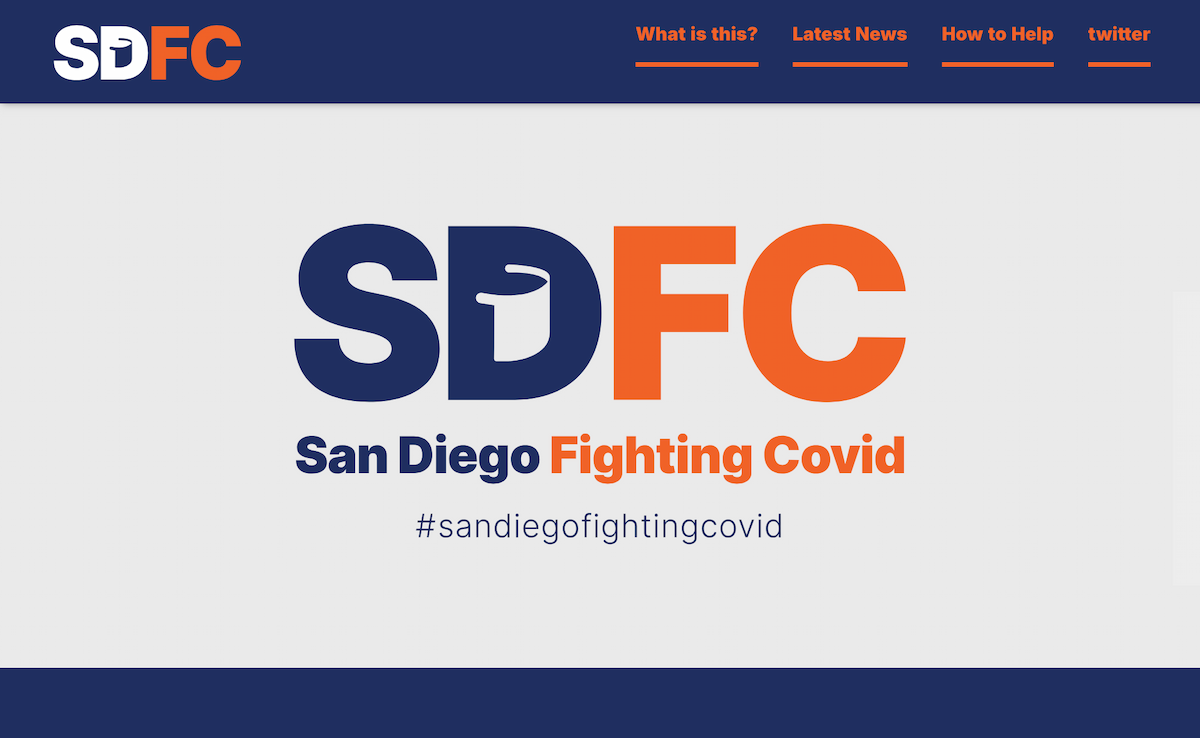 SDFC
What is this? Latest News How to Help twitter
SDFC
San Diego Fighting Covid
#sandiegofightingcovid